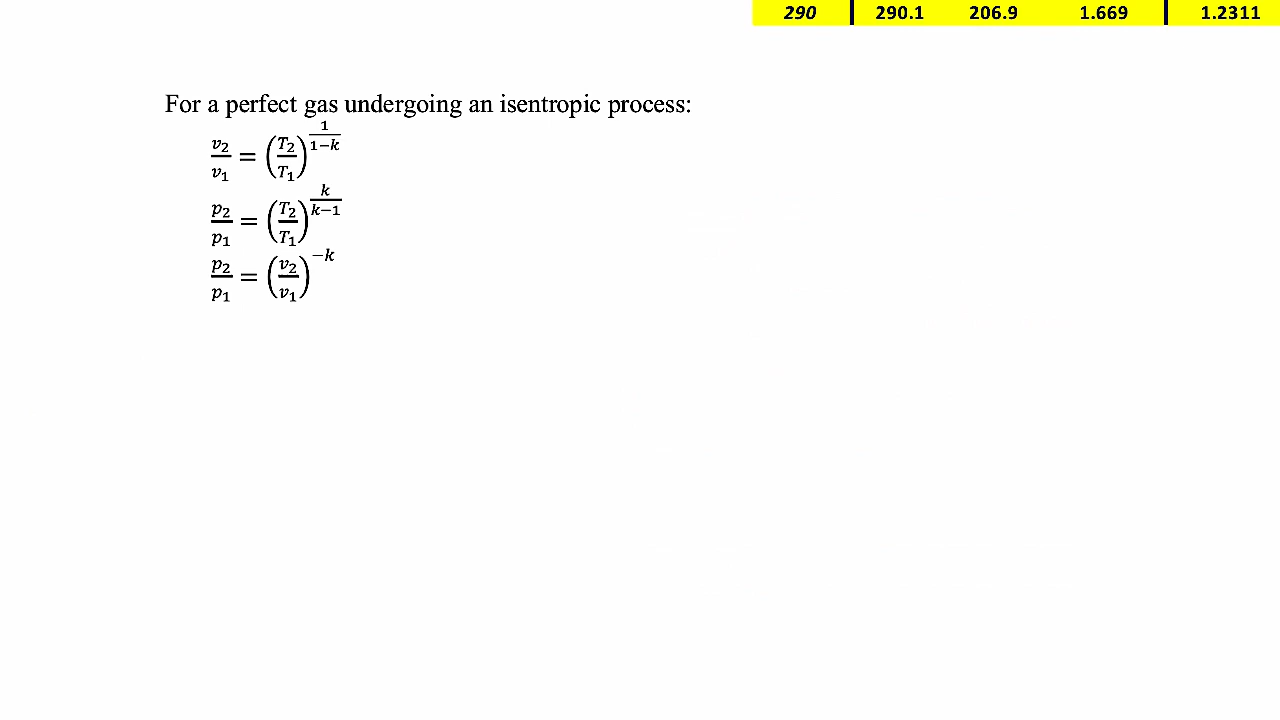 290 290.1 206.9 1.669 1.2311
For a perfect gas undergoing an isentropic process:
v₂/v₁ = (T₂/T₁)^(1/(1−k))
p₂/p₁ = (T₂/T₁)^(k/(k−1))
p₂/p₁ = (v₂/v₁)^(−k)